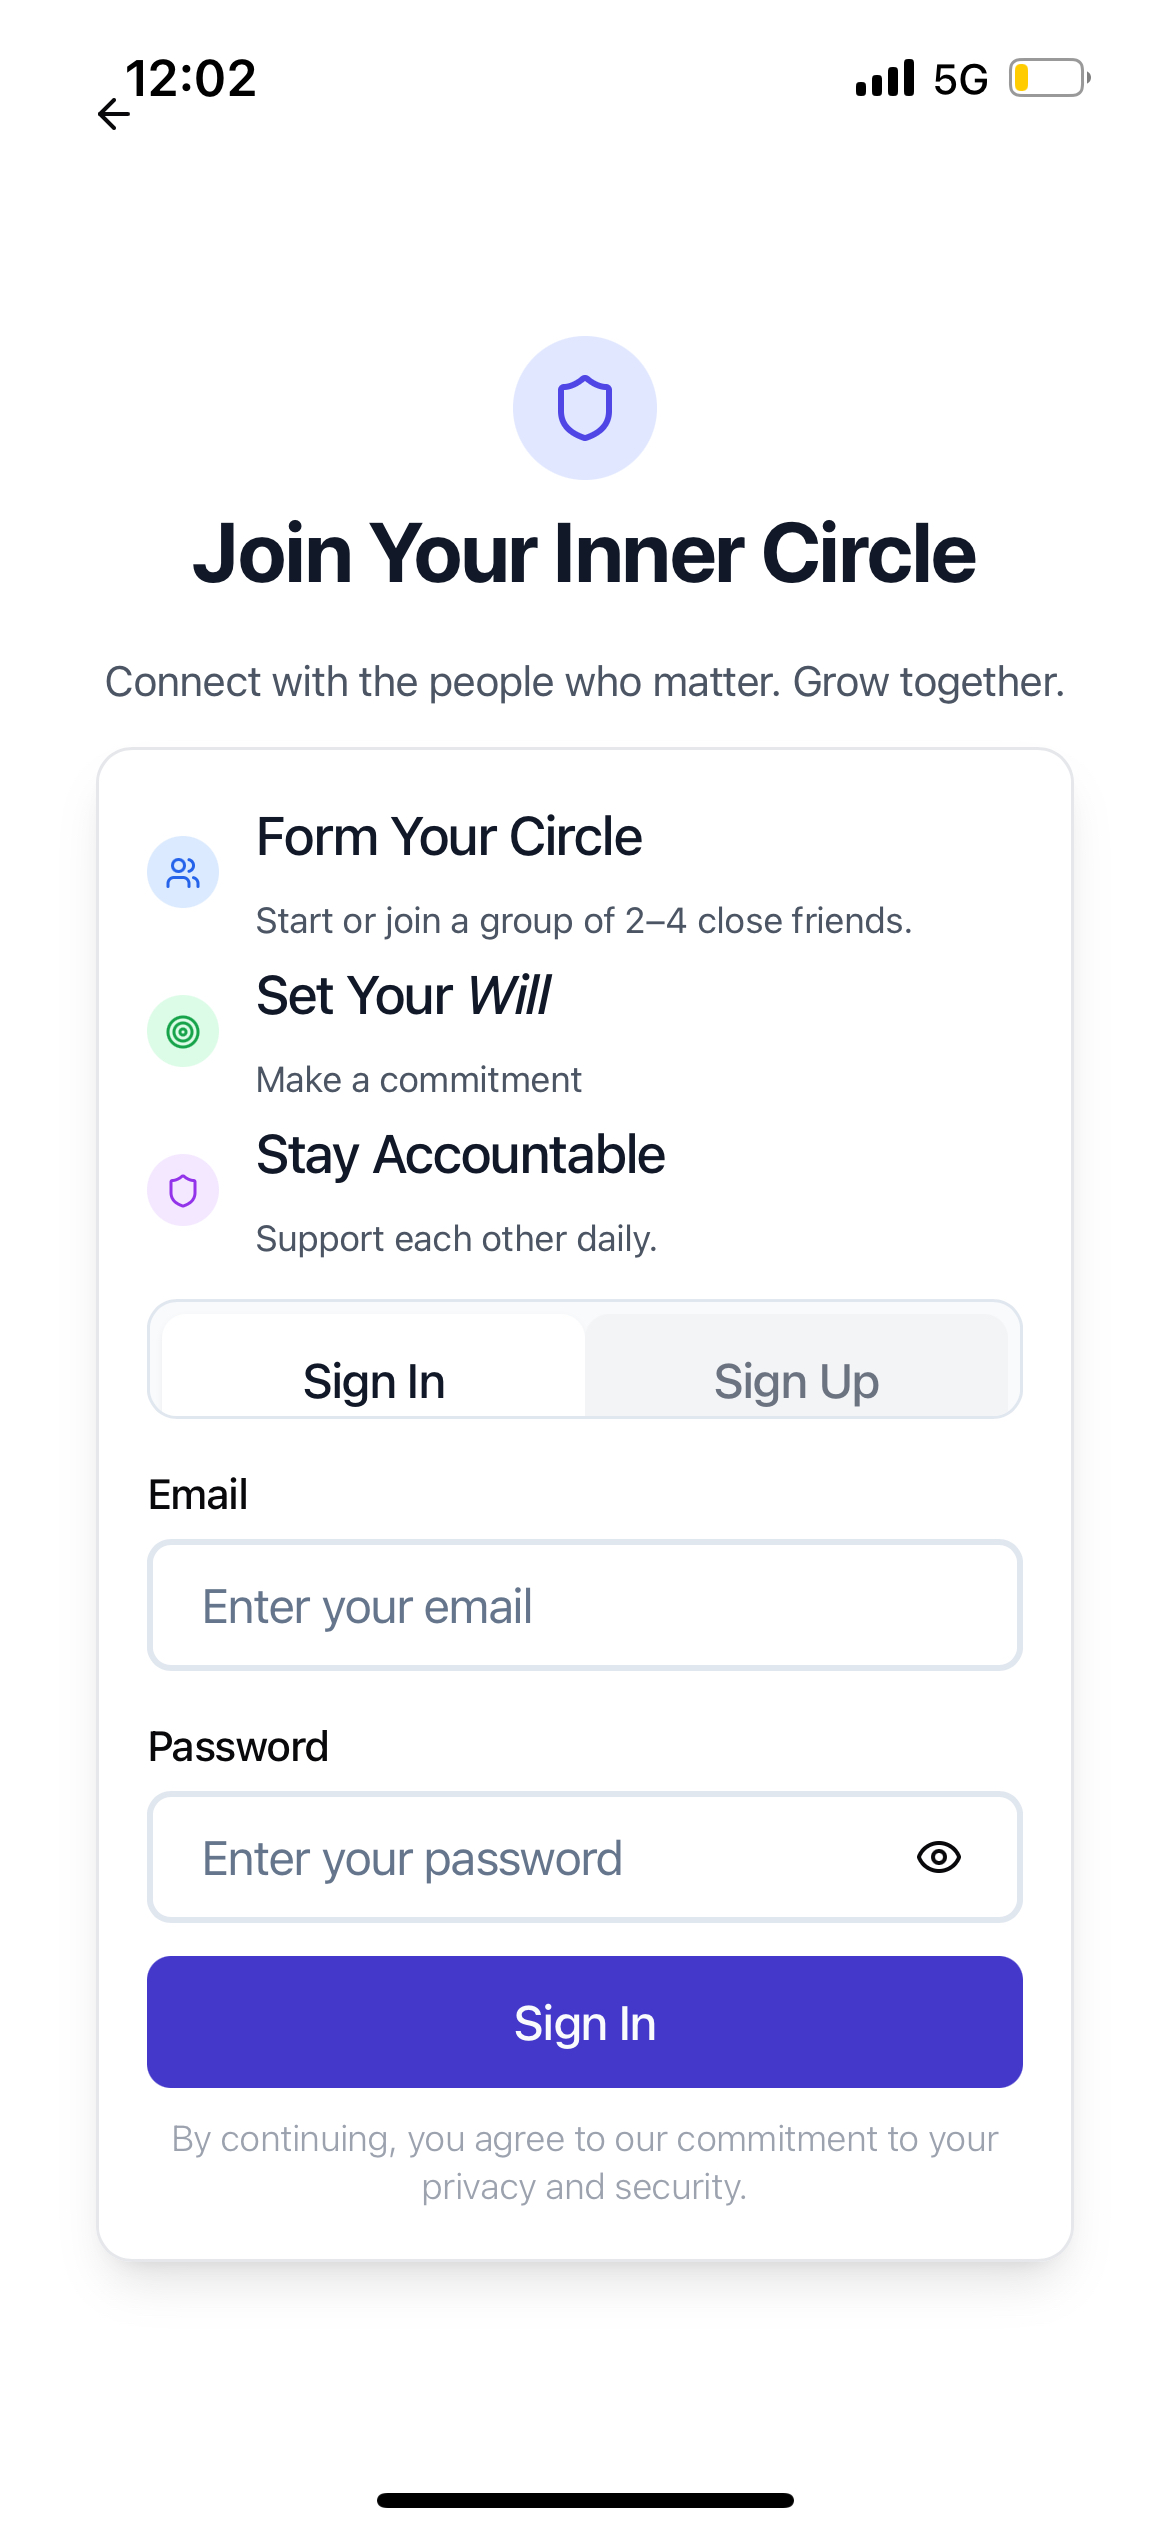 12:02
5G
Join Your Inner Circle
Connect with the people who matter. Grow together.
Form Your Circle
Start or join a group of 2–4 close friends.
Set Your Will
Make a commitment
Stay Accountable
Support each other daily.
Sign In
Sign Up
Email
Enter your email
Password
Enter your password
Sign In
By continuing, you agree to our commitment to your
privacy and security.